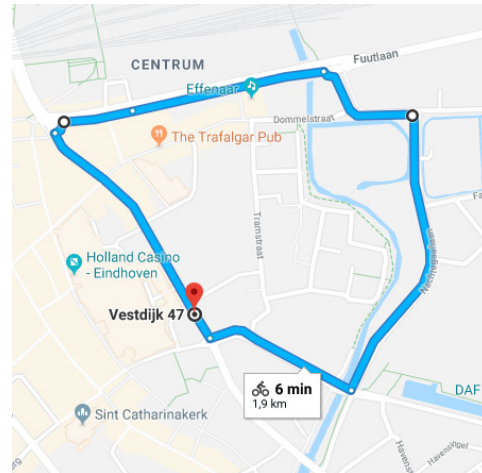 CENTRUM
Fuutlaan
Effenaar
Dommelstraat
The Trafalgar Pub
Tramstraat
Holland Casino
- Eindhoven
Nachtegaallaan
Vestdijk 47
6 min
1,9 km
DAF
Sint Catharinakerk
Havensingel